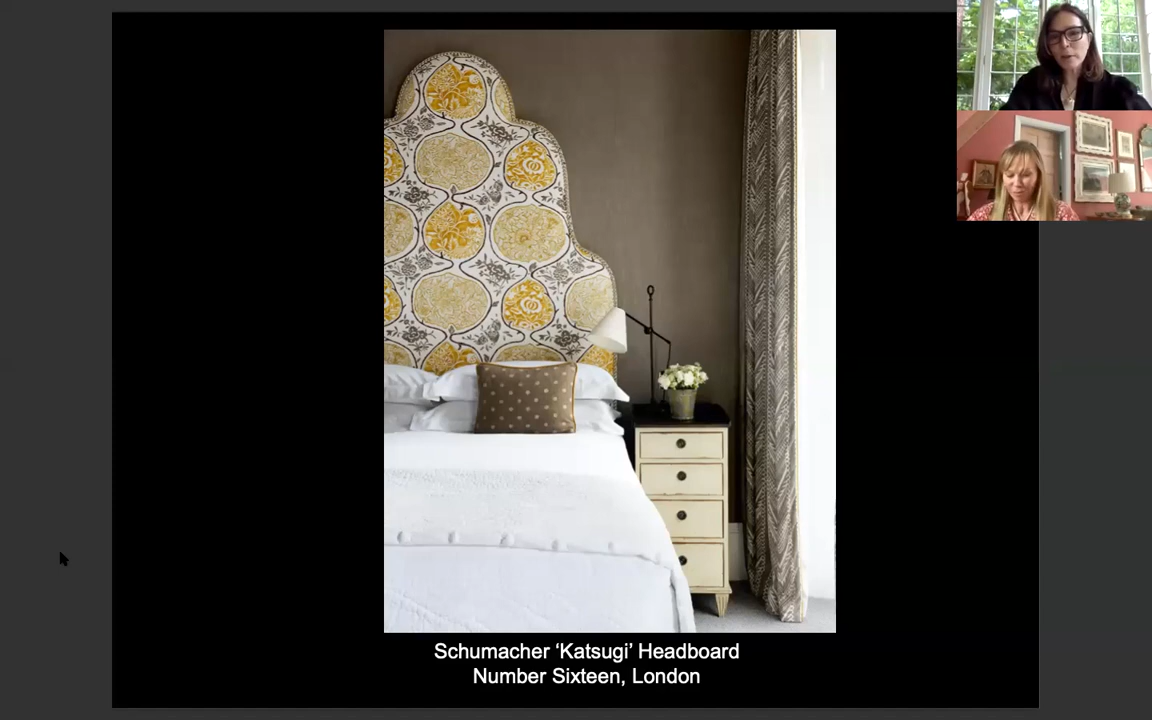 Schumacher ‘Katsugi’ Headboard
Number Sixteen, London